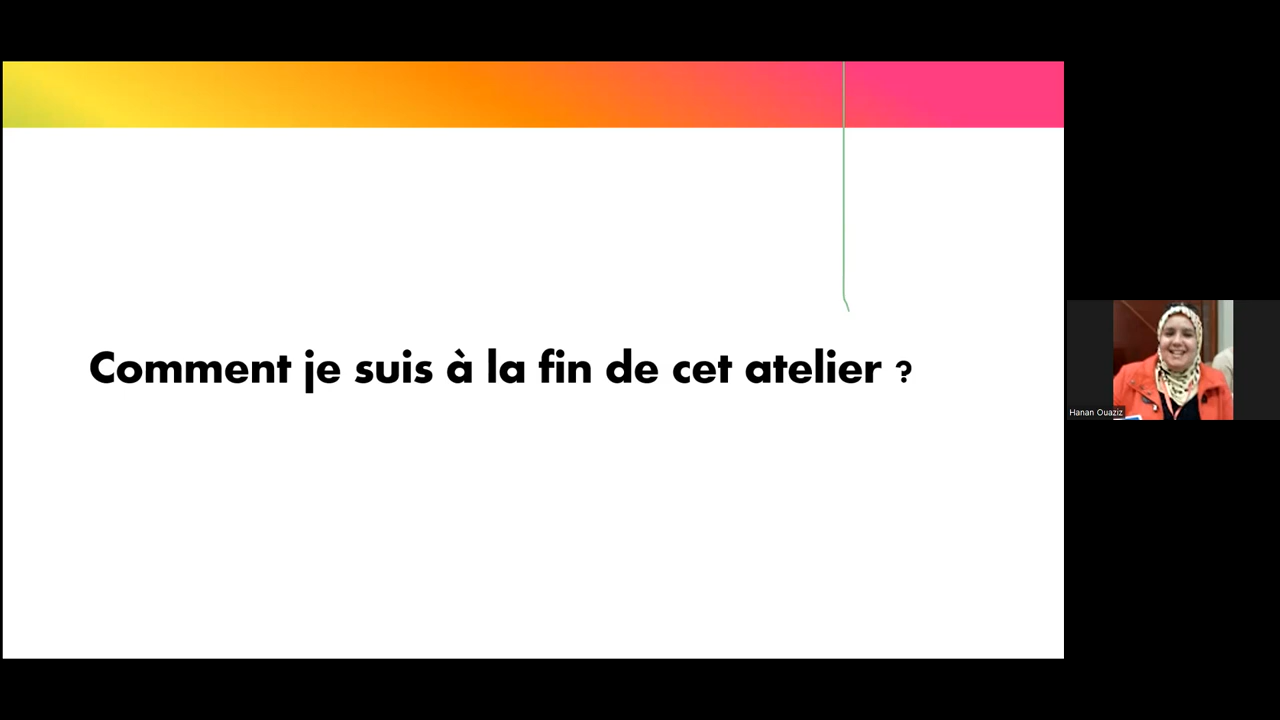 Comment je suis à la fin de cet atelier ?
Hanan Ouaziz